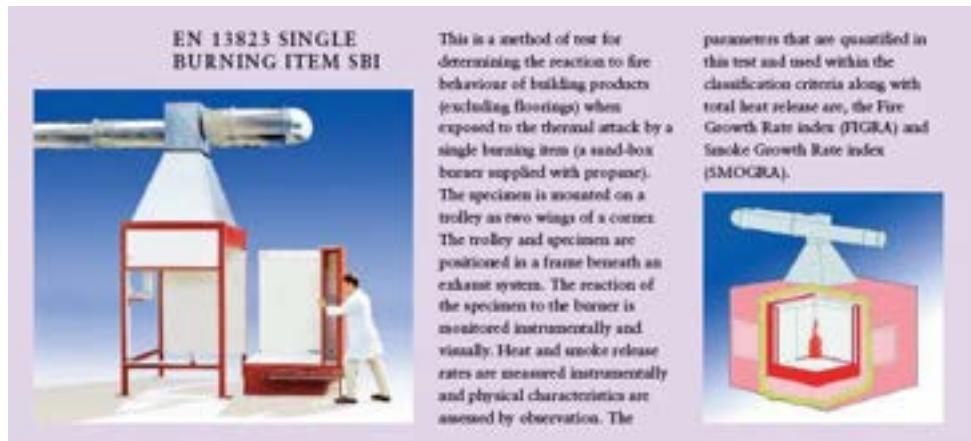 EN 13823 SINGLE
BURNING ITEM SBI
This is a method of test for
determining the reaction to fire
behaviour of building products
(excluding floorings) when
exposed to the thermal attack by a
single burning item (a sand-box
burner supplied with propane).
The specimen is mounted on a
trolley as two wings of a corner.
The trolley and specimen are
positioned in a frame beneath an
exhaust system. The reaction of
the specimen to the burner is
monitored instrumentally and
visually. Heat and smoke release
rates are measured instrumentally
and physical characteristics are
assessed by observation. The
parameters that are quantified in
this test and used within the
classification criteria along with
total heat release are, the Fire
Growth Rate index (FIGRA) and
Smoke Growth Rate index
(SMOGRA).